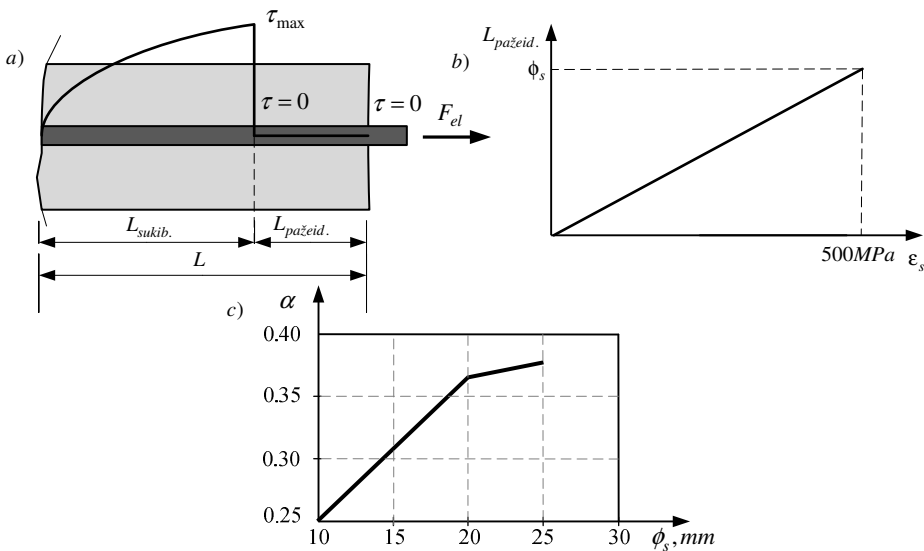 a)
τmax
τ = 0
τ = 0
Fel
Lsukib.
Lpažeid.
L
b)
Lpažeid.
ϕs
500MPa
εs
c)
α
0.40
0.35
0.30
0.25
10 15 20 25 30
ϕs, mm